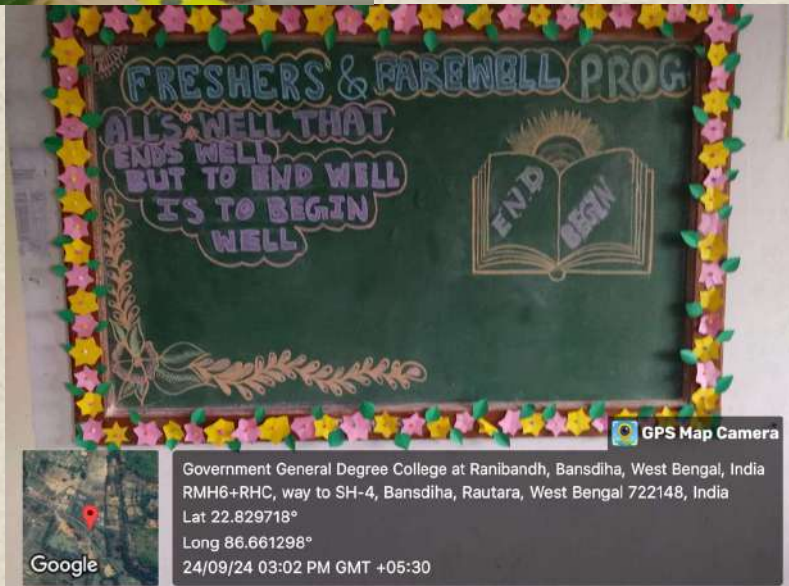 FRESHERS & FAREWELL PROG.
ALLS WELL THAT
ENDS WELL
BUT TO END WELL
IS TO BEGIN
WELL
END
BEGIN
GPS Map Camera
Government General Degree College at Ranibandh, Bansdiha, West Bengal, India
RMH6+RHC, way to SH-4, Bansdiha, Rautara, West Bengal 722148, India
Lat 22.829718°
Long 86.661298°
24/09/24 03:02 PM GMT +05:30
Google